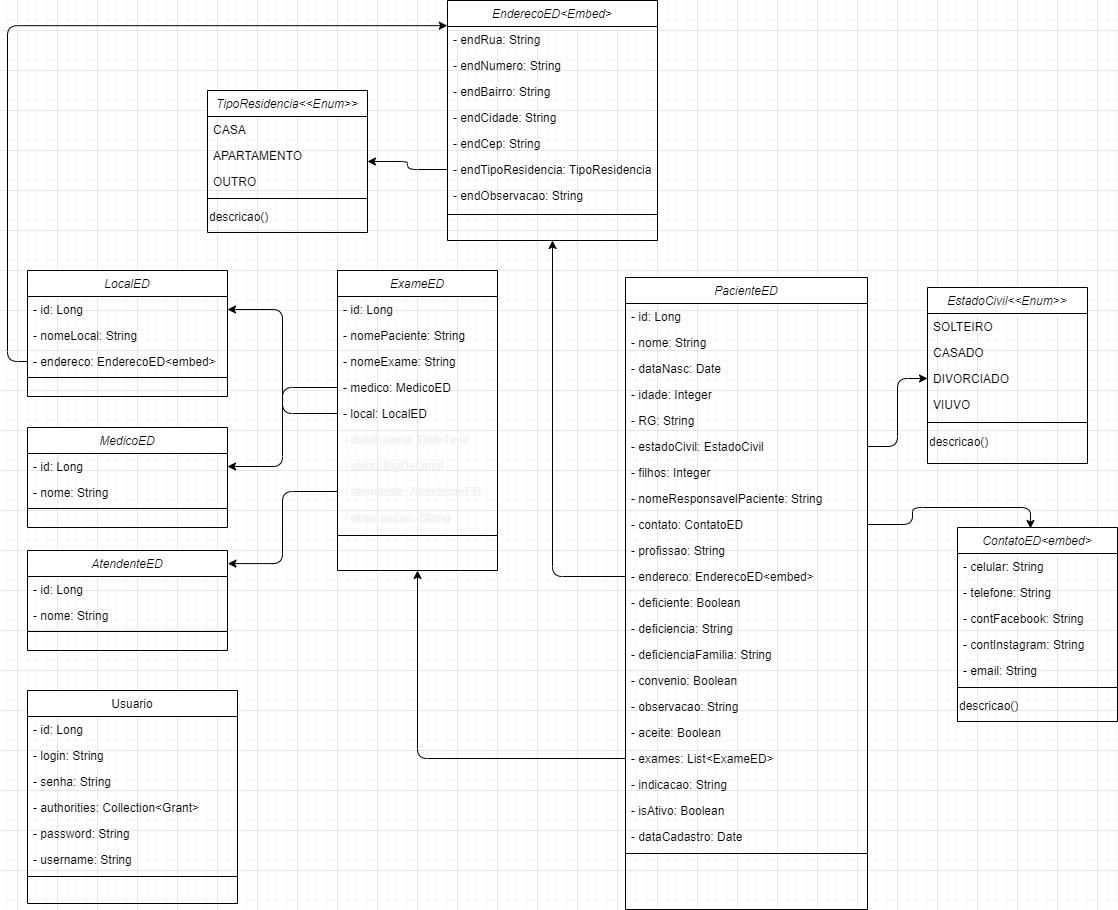 EnderecoED<Embed>
- endRua: String
- endNumero: String
- endBairro: String
- endCidade: String
- endCep: String
- endTipoResidencia: TipoResidencia
- endObservacao: String
TipoResidencia<<Enum>>
CASA
APARTAMENTO
OUTRO
descricao()
LocalED
- id: Long
- nomeLocal: String
- endereco: EnderecoED<embed>
MedicoED
- id: Long
- nome: String
AtendenteED
- id: Long
- nome: String
Usuario
- id: Long
- login: String
- senha: String
- authorities: Collection<Grant>
- password: String
- username: String
ExameED
- id: Long
- nomePaciente: String
- nomeExame: String
- medico: MedicoED
- local: LocalED
- dataExame: DateTime
- valor: BipDecimal
- atendente: AtendenteED
- observacao: String
PacienteED
- id: Long
- nome: String
- dataNasc: Date
- idade: Integer
- RG: String
- estadoCivil: EstadoCivil
- filhos: Integer
- nomeResponsavelPaciente: String
- contato: ContatoED
- profissao: String
- endereco: EnderecoED<embed>
- deficiente: Boolean
- deficiencia: String
- deficienciaFamilia: String
- convenio: Boolean
- observacao: String
- aceite: Boolean
- exames: List<ExameED>
- indicacao: String
- isAtivo: Boolean
- dataCadastro: Date
EstadoCivil<<Enum>>
SOLTEIRO
CASADO
DIVORCIADO
VIUVO
descricao()
ContatoED<embed>
- celular: String
- telefone: String
- contFacebook: String
- contInstagram: String
- email: String
descricao()